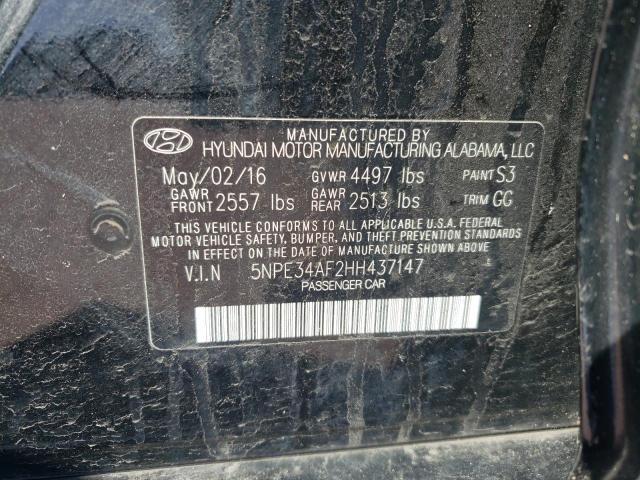 MANUFACTURED BY
HYUNDAI MOTOR MANUFACTURING ALABAMA, LLC
May/02/16 GVWR 4497 lbs PAINT S3
GAWR FRONT 2557 lbs GAWR REAR 2513 lbs TRIM GG
THIS VEHICLE CONFORMS TO ALL APPLICABLE U.S.A. FEDERAL
MOTOR VEHICLE SAFETY, BUMPER, AND THEFT PREVENTION STANDARDS
IN EFFECT ON THE DATE OF MANUFACTURE SHOWN ABOVE.
V.I.N 5NPE34AF2HH437147
PASSENGER CAR